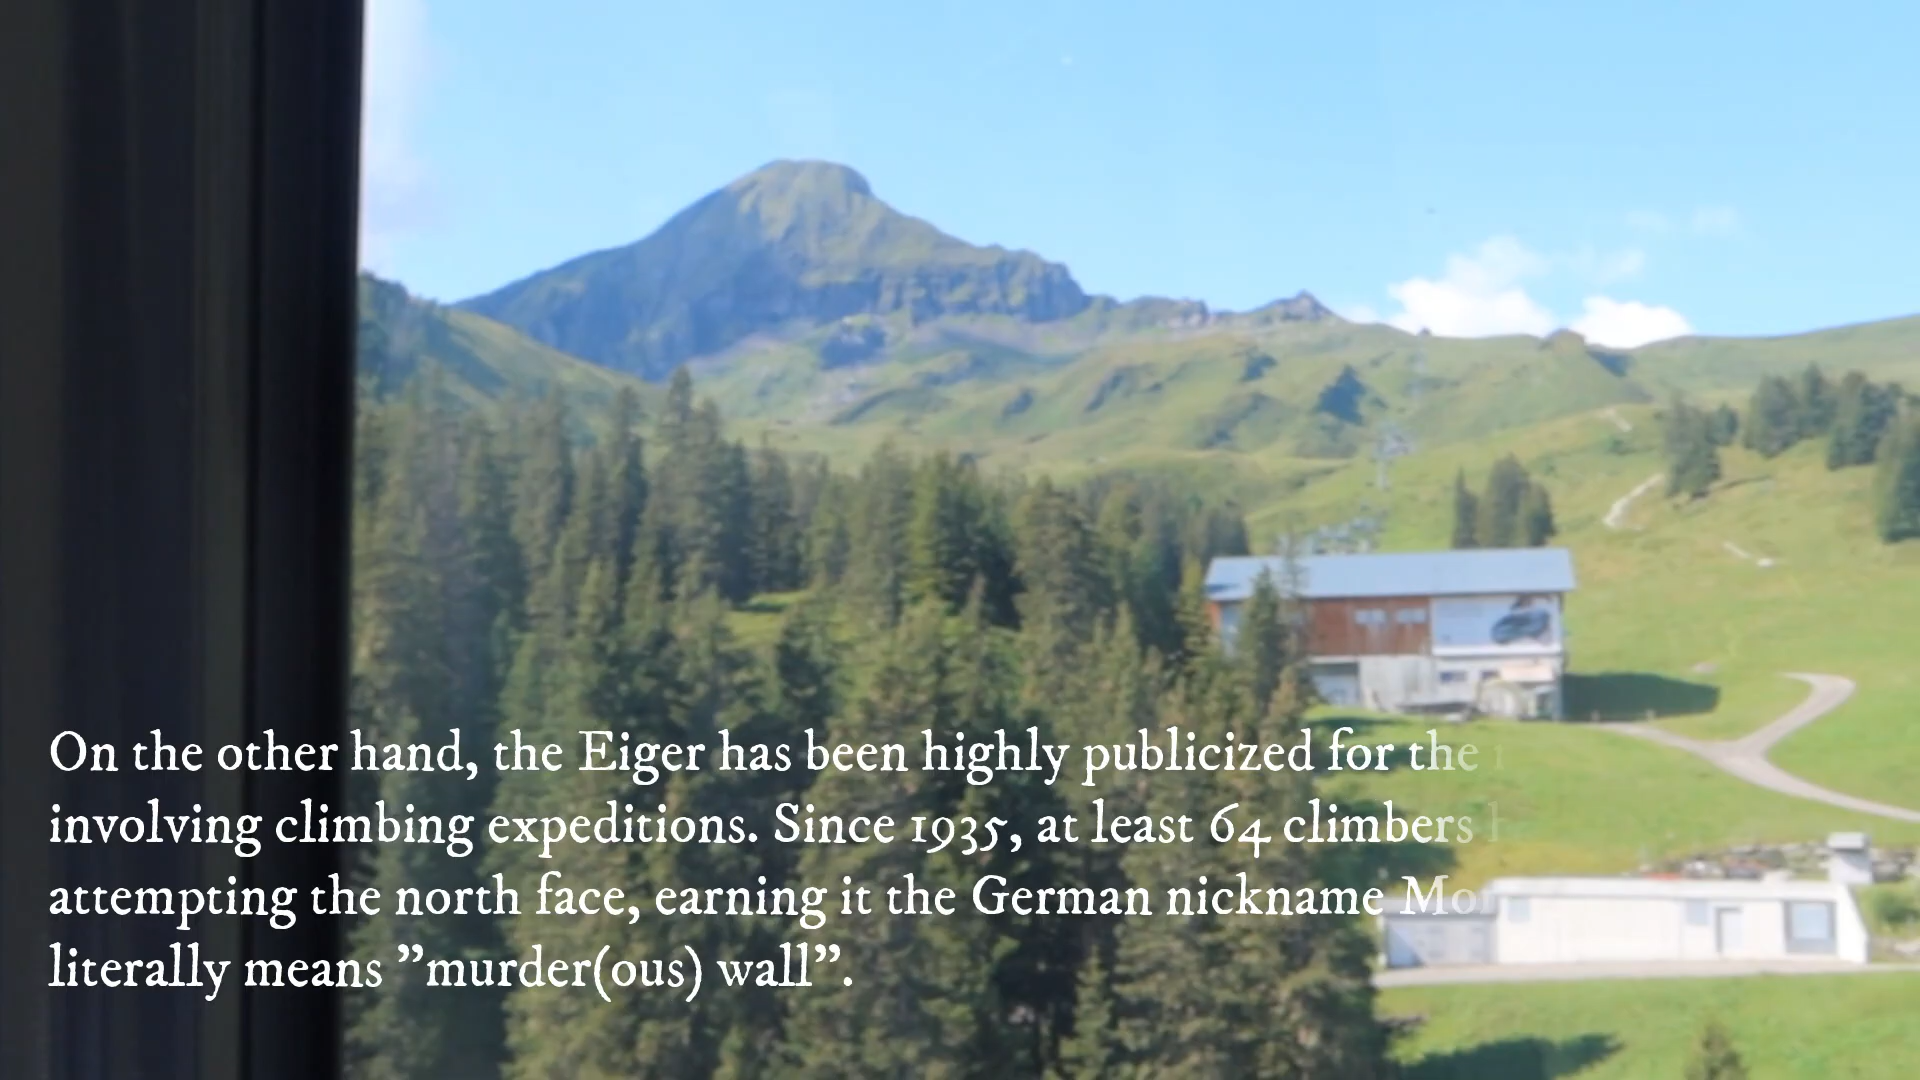 On the other hand, the Eiger has been highly publicized for the
involving climbing expeditions. Since 1935, at least 64 climbers
attempting the north face, earning it the German nickname
literally means "murder(ous) wall".